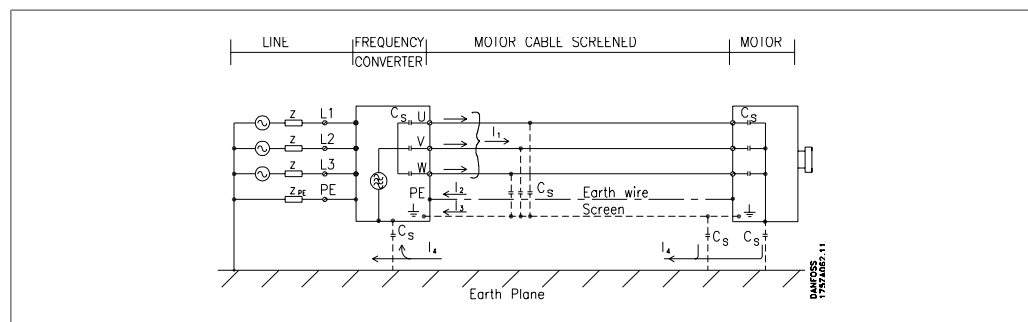 LINE FREQUENCY CONVERTER MOTOR CABLE SCREENED MOTOR
Z L1 CS U CS
I1
Z L2 V
Z L3 W
ZPE PE PE I2 CS Earth wire
I3 Screen
CS I4 I4 CS CS
Earth Plane
DANFOSS
175ZA062.11